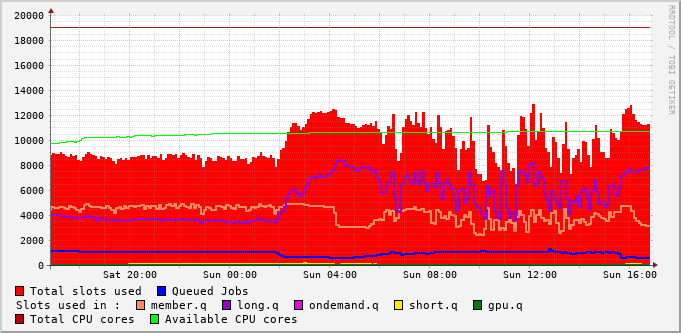 RRDTOOL / TOBI OETIKER
20000
18000
16000
14000
12000
10000
8000
6000
4000
2000
0
Sat 20:00 Sun 00:00 Sun 04:00 Sun 08:00 Sun 12:00 Sun 16:00
Total slots used Queued Jobs
Slots used in : member.q long.q ondemand.q short.q gpu.q
Total CPU cores Available CPU cores